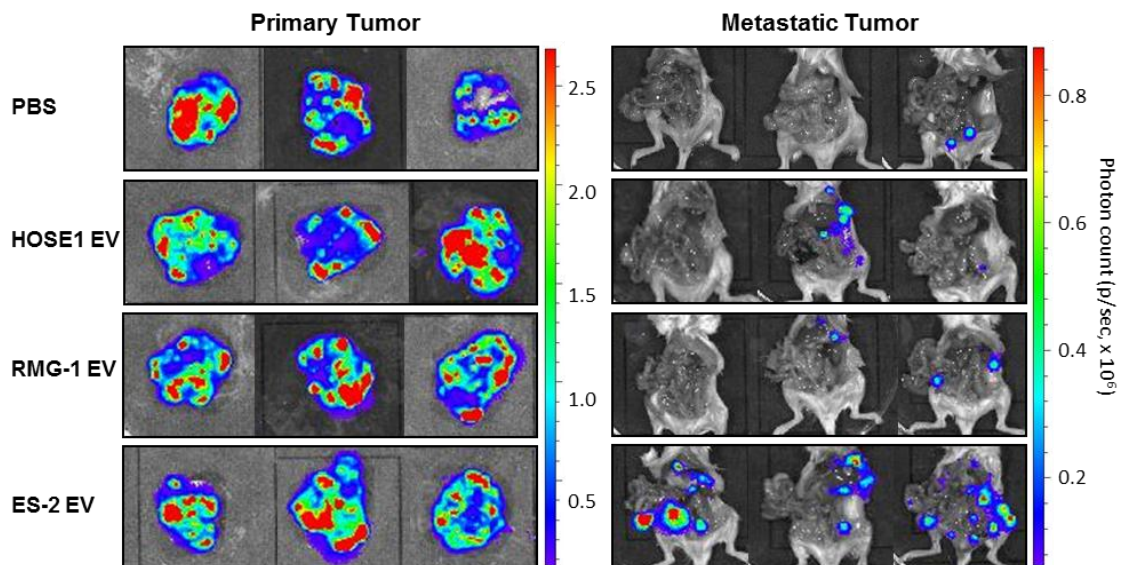 Primary Tumor
Metastatic Tumor
PBS
HOSE1 EV
RMG-1 EV
ES-2 EV
2.5
2.0
1.5
1.0
0.5
0.8
0.6
0.4
0.2
Photon count (p/sec, x 10⁶)